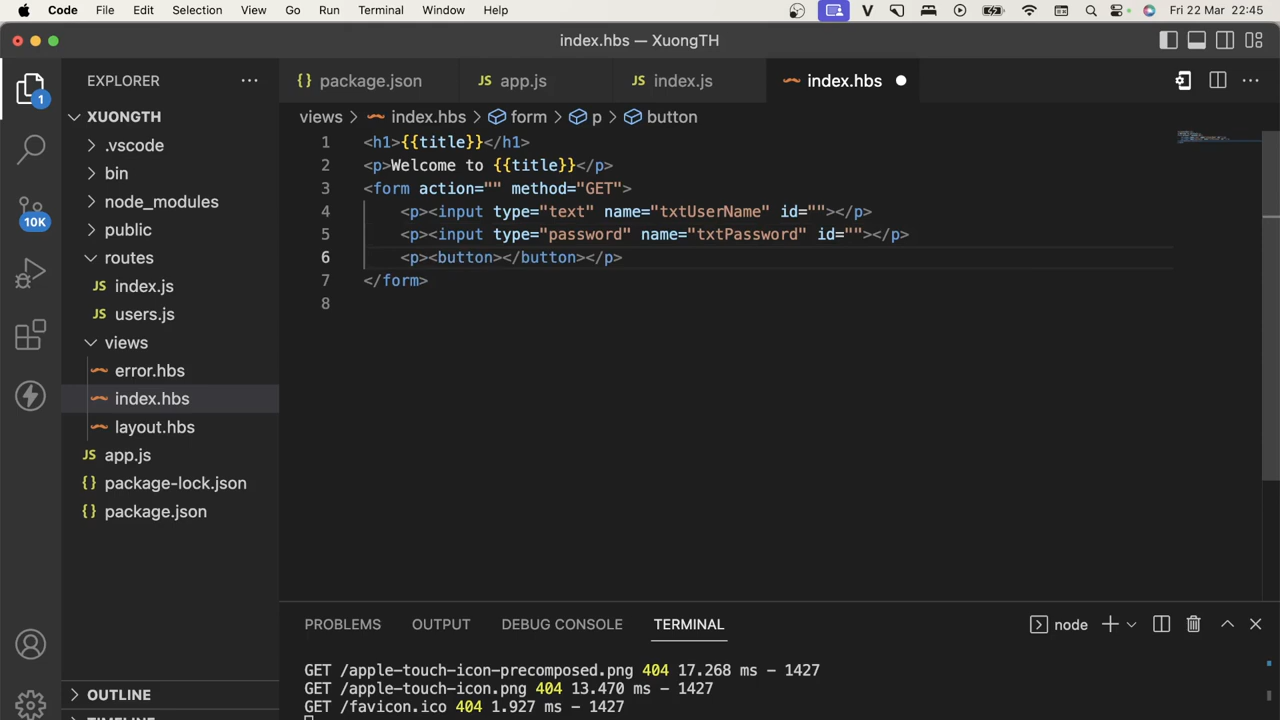 Code File Edit Selection View Go Run Terminal Window Help Fri 22 Mar 22:45
index.hbs — XuongTH
EXPLORER
package.json
app.js
index.js
index.hbs
1
XUONGTH
views > index.hbs > form > p > button
.vscode
bin
node_modules
public
routes
index.js
users.js
views
error.hbs
index.hbs
layout.hbs
app.js
package-lock.json
package.json
10K
1 <h1>{{title}}</h1>
2 <p>Welcome to {{title}}</p>
3 <form action="" method="GET">
4 <p><input type="text" name="txtUserName" id=""></p>
5 <p><input type="password" name="txtPassword" id=""></p>
6 <p><button></button></p>
7 </form>
8
PROBLEMS OUTPUT DEBUG CONSOLE TERMINAL
node
GET /apple-touch-icon-precomposed.png 404 17.268 ms - 1427
GET /apple-touch-icon.png 404 13.470 ms - 1427
GET /favicon.ico 404 1.927 ms - 1427
OUTLINE
TIMELINE